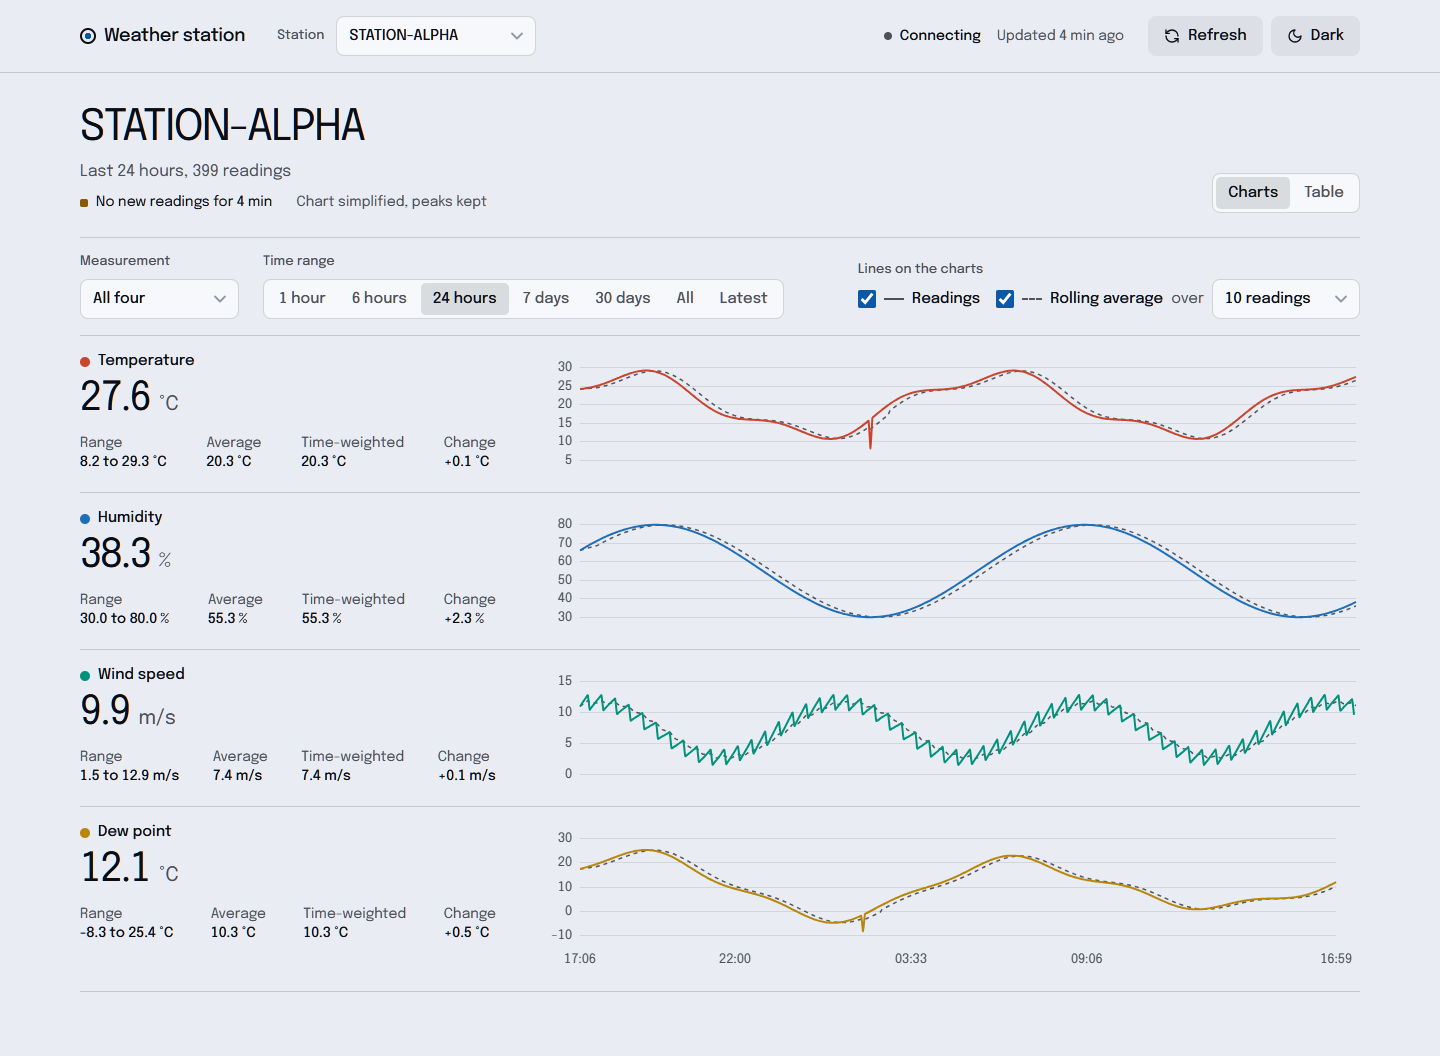 Weather station
Station
STATION-ALPHA
Connecting
Updated 4 min ago
Refresh
Dark
STATION-ALPHA
Last 24 hours, 399 readings
No new readings for 4 min
Chart simplified, peaks kept
Charts
Table
Measurement
All four
Time range
1 hour
6 hours
24 hours
7 days
30 days
All
Latest
Lines on the charts
Readings
Rolling average over
10 readings
Temperature
27.6 °C
Range
8.2 to 29.3 °C
Average
20.3 °C
Time-weighted
20.3 °C
Change
+0.1 °C
30
25
20
15
10
5
Humidity
38.3 %
Range
30.0 to 80.0 %
Average
55.3 %
Time-weighted
55.3 %
Change
+2.3 %
80
70
60
50
40
30
Wind speed
9.9 m/s
Range
1.5 to 12.9 m/s
Average
7.4 m/s
Time-weighted
7.4 m/s
Change
+0.1 m/s
15
10
5
0
Dew point
12.1 °C
Range
-8.3 to 25.4 °C
Average
10.3 °C
Time-weighted
10.3 °C
Change
+0.5 °C
30
20
10
0
-10
17:06
22:00
03:33
09:06
16:59